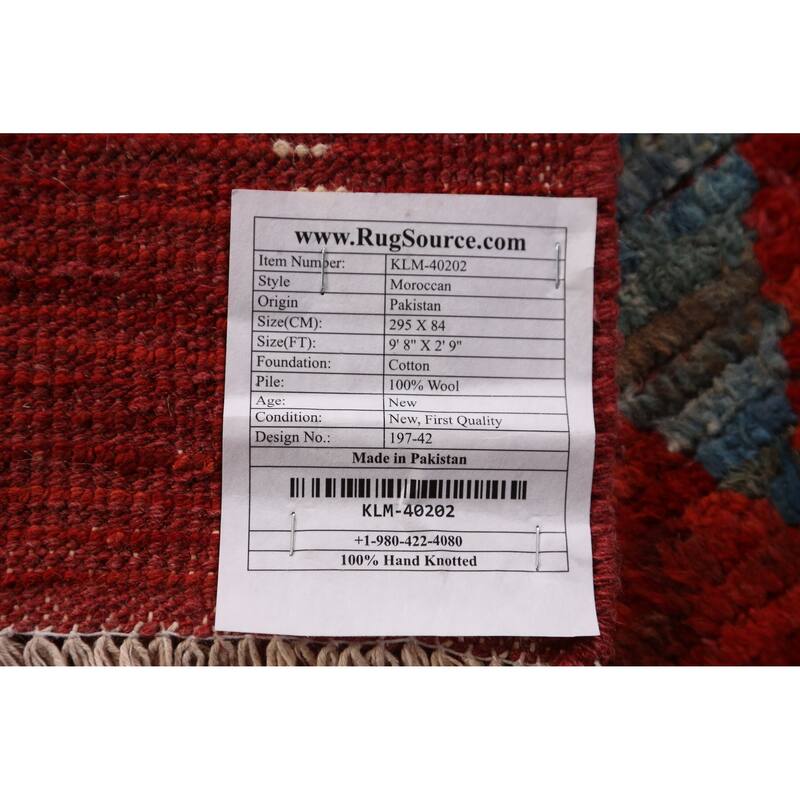 www.RugSource.com
Item Number: KLM-40202
Style Moroccan
Origin Pakistan
Size(CM): 295 X 84
Size(FT): 9' 8" X 2' 9"
Foundation: Cotton
Pile: 100% Wool
Age: New
Condition: New, First Quality
Design No.: 197-42
Made in Pakistan
KLM-40202
+1-980-422-4080
100% Hand Knotted